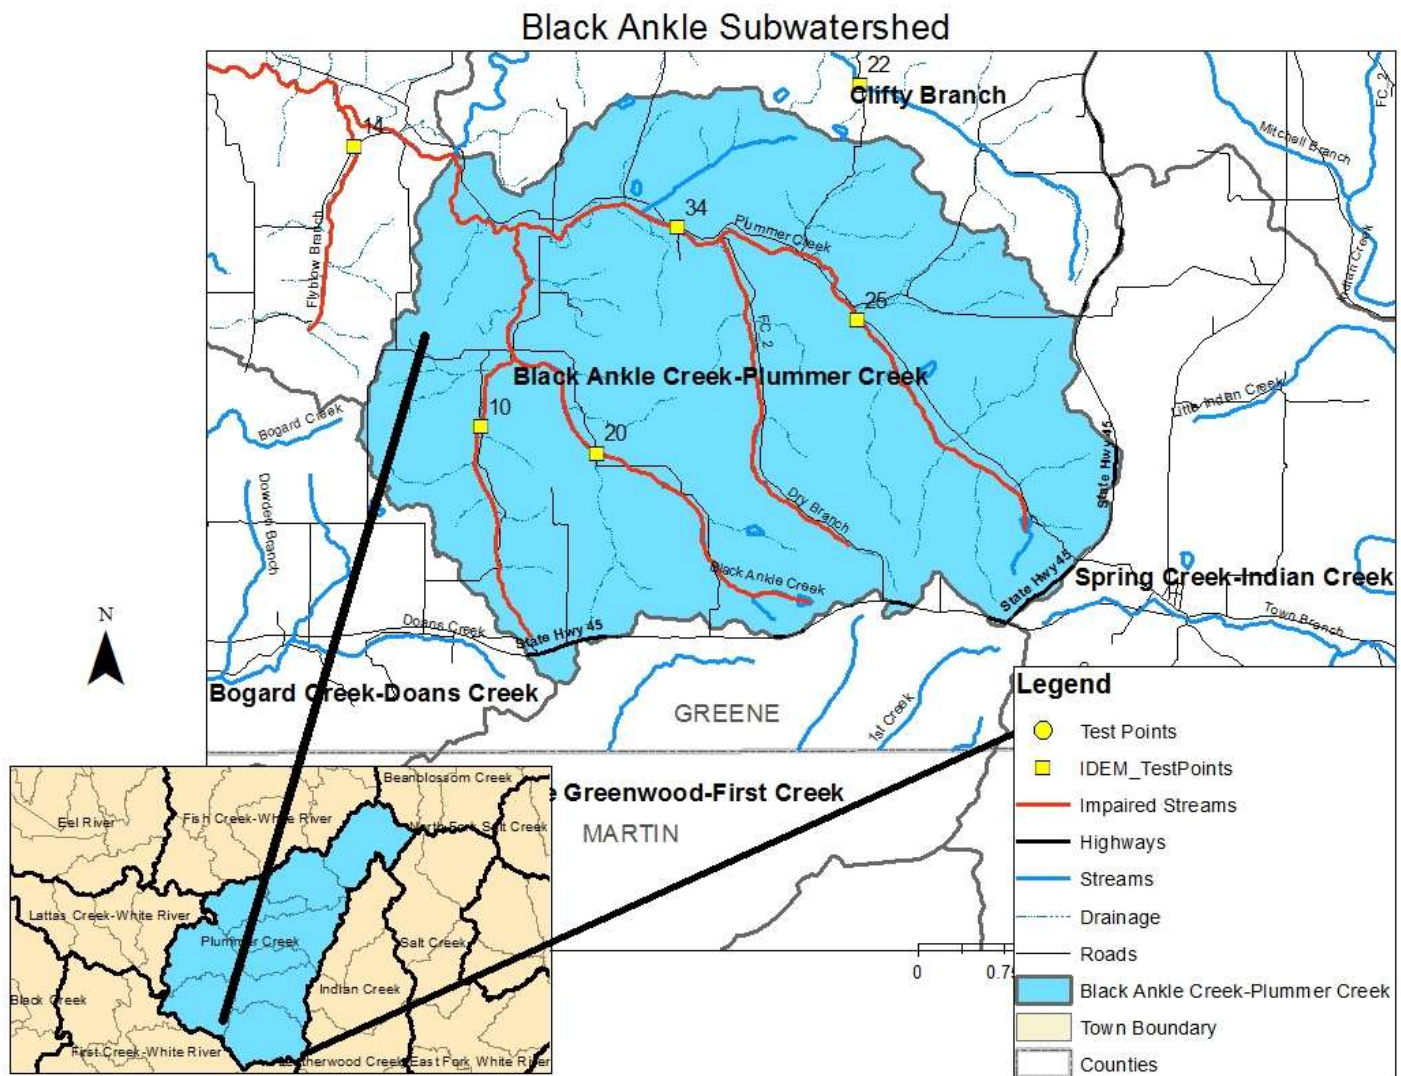 Black Ankle Subwatershed
22
Clifty Branch
FC_2
14
Mitchell Branch
34
Plummer Creek
Flyblow Branch
Indian Creek
25
FC_2
Black Ankle Creek-Plummer Creek
Little Indian Creek
10
Bogard Creek
20
State Hwy 45
Dowden Branch
Dry Branch
Black Ankle Creek
State Hwy 45
Spring Creek-Indian Creek
N
Doans Creek
State Hwy 45
Town Branch
Bogard Creek-Doans Creek
GREENE
1st Creek
Legend
Test Points
IDEM_TestPoints
Impaired Streams
Highways
Streams
Drainage
Roads
Black Ankle Creek-Plummer Creek
Town Boundary
Counties
e Greenwood-First Creek
MARTIN
0
Beanblossom Creek
Eel River
Fish Creek-White River
North Fork Salt Creek
Lattas Creek-White River
Plummer Creek
Salt Creek
Indian Creek
Black Creek
First Creek-White River
Creek
East Fork White River